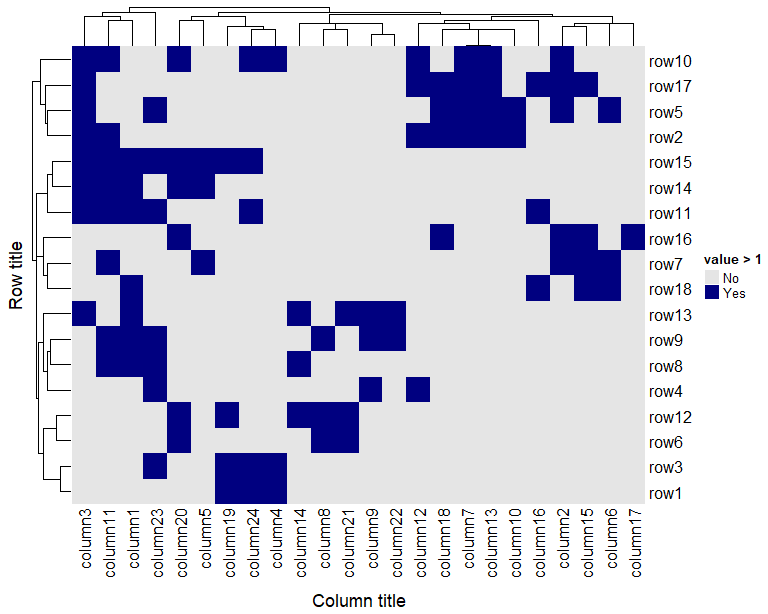 row10
row17
row5
row2
row15
row14
row11
row16
row7
row18
row13
row9
row8
row4
row12
row6
row3
row1
Row title
value > 1
No
Yes
column3
column11
column1
column23
column20
column5
column19
column24
column4
column14
column8
column21
column9
column22
column12
column18
column7
column13
column10
column16
column2
column15
column6
column17
Column title